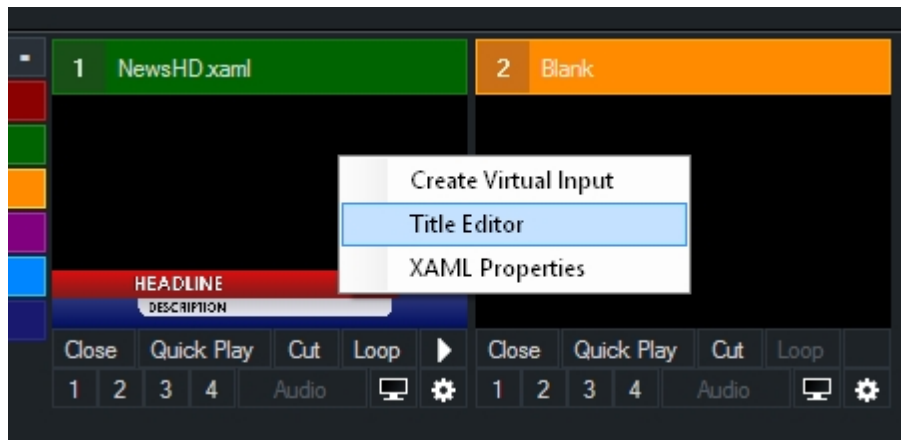 -
1 NewsHD.xaml
2 Blank
Create Virtual Input
Title Editor
XAML Properties
HEADLINE
DESCRIPTION
Close Quick Play Cut Loop
1 2 3 4 Audio
Close Quick Play Cut Loop
1 2 3 4 Audio